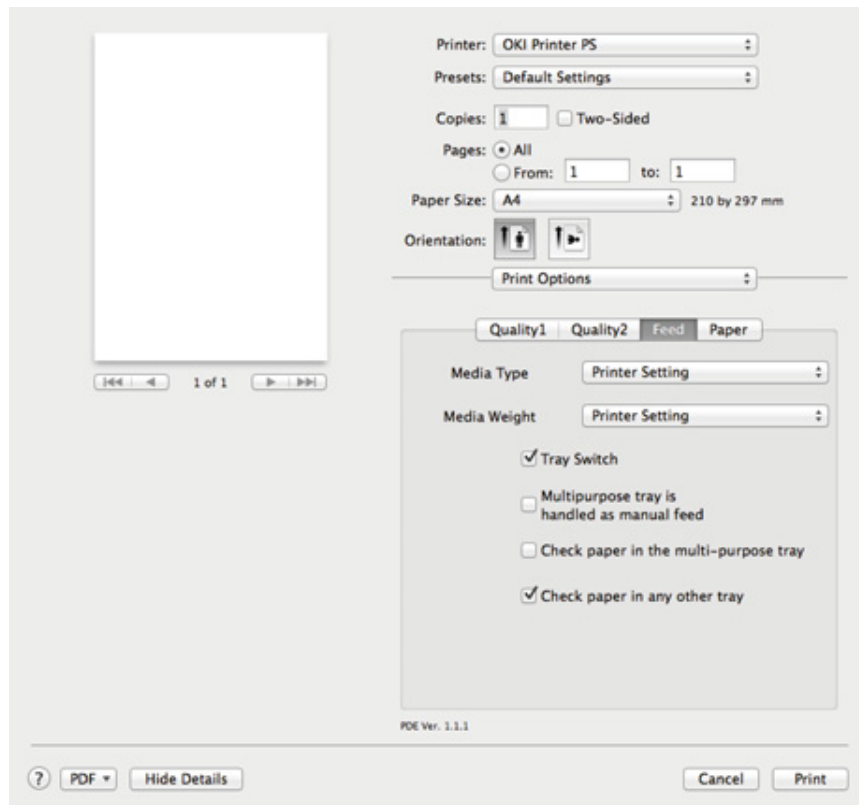 Printer: OKI Printer PS
Presets: Default Settings
Copies: 1 Two-Sided
Pages: All
From: 1 to: 1
Paper Size: A4 210 by 297 mm
Orientation:
Print Options
Quality1 Quality2 Feed Paper
1 of 1
Media Type Printer Setting
Media Weight Printer Setting
Tray Switch
Multipurpose tray is
handled as manual feed
Check paper in the multi-purpose tray
Check paper in any other tray
PDE Ver. 1.1.1
? PDF Hide Details Cancel Print